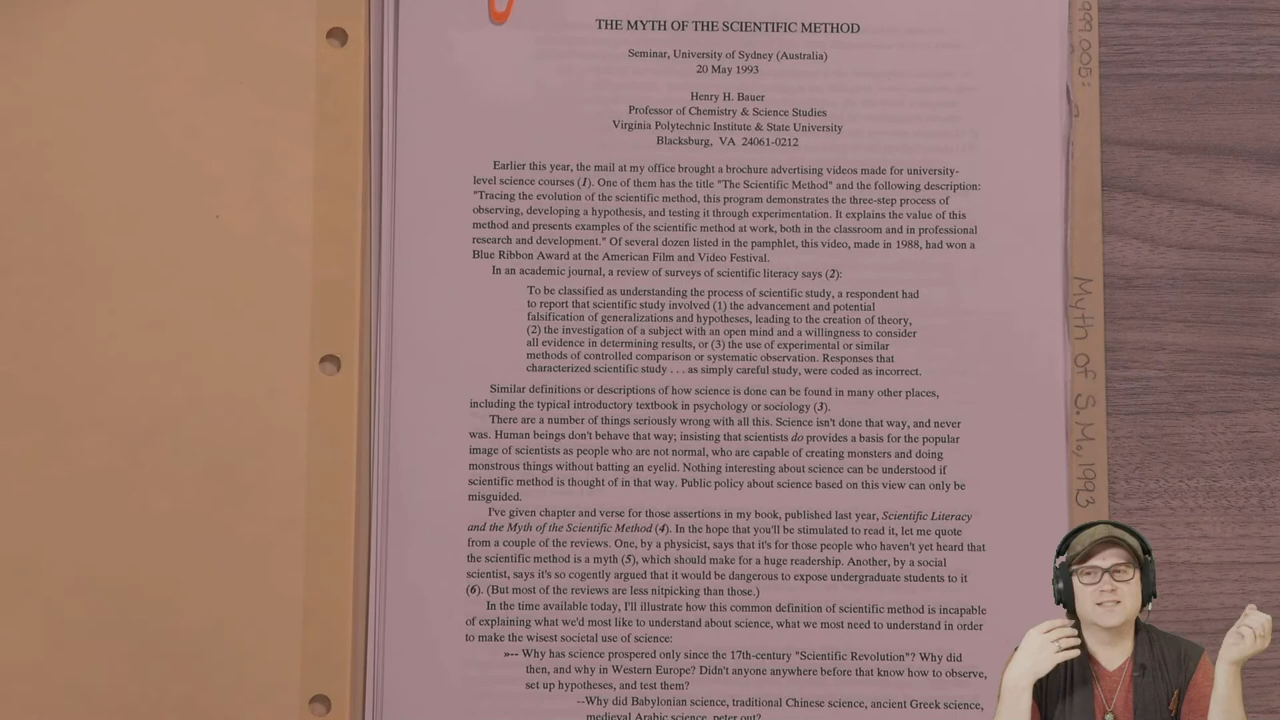 THE MYTH OF THE SCIENTIFIC METHOD
Seminar, University of Sydney (Australia)
20 May 1993
Henry H. Bauer
Professor of Chemistry & Science Studies
Virginia Polytechnic Institute & State University
Blacksburg, VA 24061-0212
Earlier this year, the mail at my office brought a brochure advertising videos made for university-
level science courses (1). One of them has the title "The Scientific Method" and the following description:
"Tracing the evolution of the scientific method, this program demonstrates the three-step process of
observing, developing a hypothesis, and testing it through experimentation. It explains the value of this
method and presents examples of the scientific method at work, both in the classroom and in professional
research and development." Of several dozen listed in the pamphlet, this video, made in 1988, had won a
Blue Ribbon Award at the American Film and Video Festival.
In an academic journal, a review of surveys of scientific literacy says (2):
To be classified as understanding the process of scientific study, a respondent had
to report that scientific study involved (1) the advancement and potential
falsification of generalizations and hypotheses, leading to the creation of theory,
(2) the investigation of a subject with an open mind and a willingness to consider
all evidence in determining results, or (3) the use of experimental or similar
methods of controlled comparison or systematic observation. Responses that
characterized scientific study . . . as simply careful study, were coded as incorrect.
Similar definitions or descriptions of how science is done can be found in many other places,
including the typical introductory textbook in psychology or sociology (3).
There are a number of things seriously wrong with all this. Science isn't done that way, and never
was. Human beings don't behave that way; insisting that scientists do provides a basis for the popular
image of scientists as people who are not normal, who are capable of creating monsters and doing
monstrous things without batting an eyelid. Nothing interesting about science can be understood if
scientific method is thought of in that way. Public policy about science based on this view can only be
misguided.
I've given chapter and verse for those assertions in my book, published last year, Scientific Literacy
and the Myth of the Scientific Method (4). In the hope that you'll be stimulated to read it, let me quote
from a couple of the reviews. One, by a physicist, says that it's for those people who haven't yet heard that
the scientific method is a myth (5), which should make for a huge readership. Another, by a social
scientist, says it's so cogently argued that it would be dangerous to expose undergraduate students to it
(6). (But most of the reviews are less nitpicking than those.)
In the time available today, I'll illustrate how this common definition of scientific method is incapable
of explaining what we'd most like to understand about science, what we most need to understand in order
to make the wisest societal use of science:
»-- Why has science prospered only since the 17th-century "Scientific Revolution"? Why did
then, and why in Western Europe? Didn't anyone anywhere before that know how to observe,
set up hypotheses, and test them?
--Why did Babylonian science, traditional Chinese science, ancient Greek science,
medieval Arabic science, peter out?
Myth of S.M., 1993